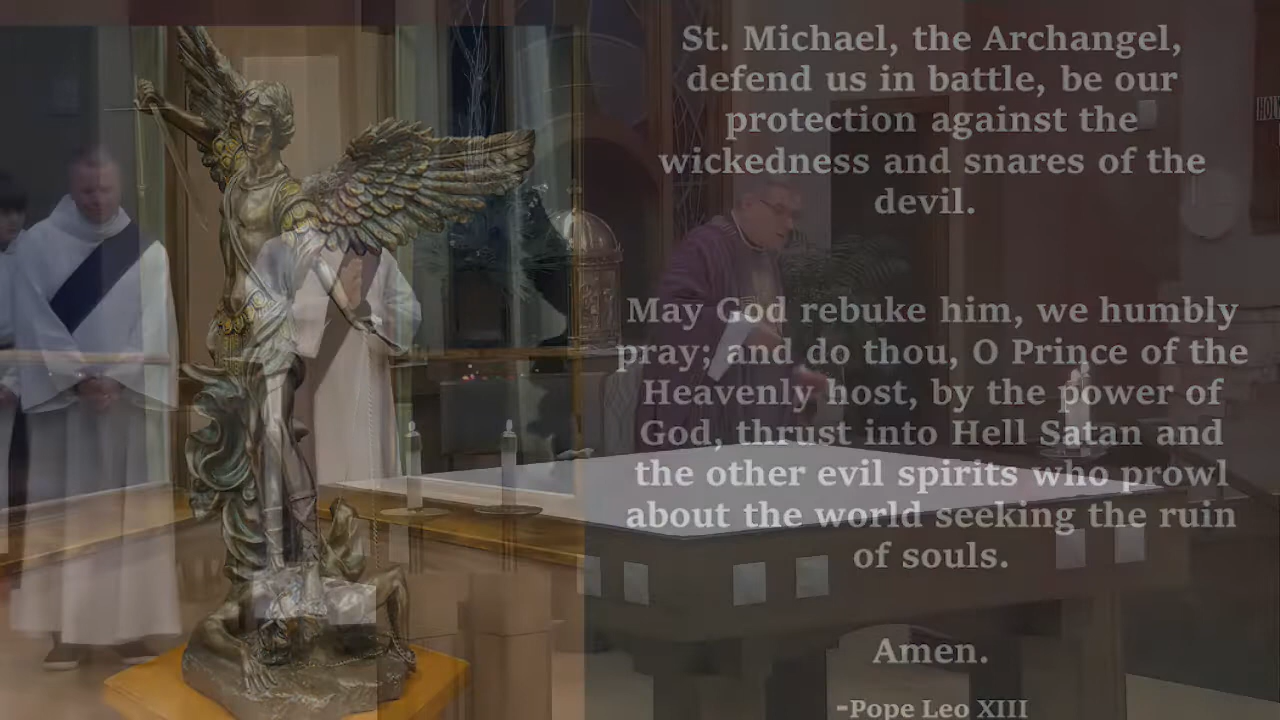 St. Michael, the Archangel,
defend us in battle, be our
protection against the
wickedness and snares of the
devil.
May God rebuke him, we humbly
pray; and do thou, O Prince of the
Heavenly host, by the power of
God, thrust into Hell Satan and
the other evil spirits who prowl
about the world seeking the ruin
of souls.
Amen.
-Pope Leo XIII